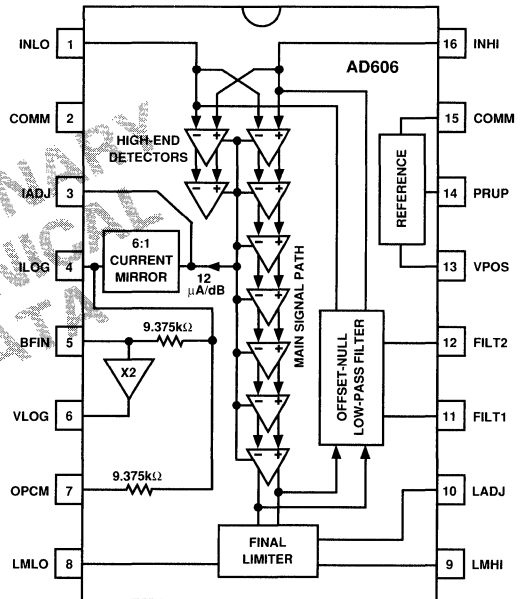 INLO 1
16 INHI
AD606
COMM 2
15 COMM
HIGH-END
DETECTORS
REFERENCE
IADJ 3
14 PRUP
6:1
CURRENT
MIRROR
ILOG 4
12
μA/dB
13 VPOS
MAIN SIGNAL PATH
OFFSET-NULL
LOW-PASS FILTER
9.375kΩ
BFIN 5
12 FILT2
X2
VLOG 6
11 FILT1
9.375kΩ
OPCM 7
10 LADJ
FINAL
LIMITER
LMLO 8
9 LMHI
- +
- +
- +
+
- +
- +
- +
- +
- +